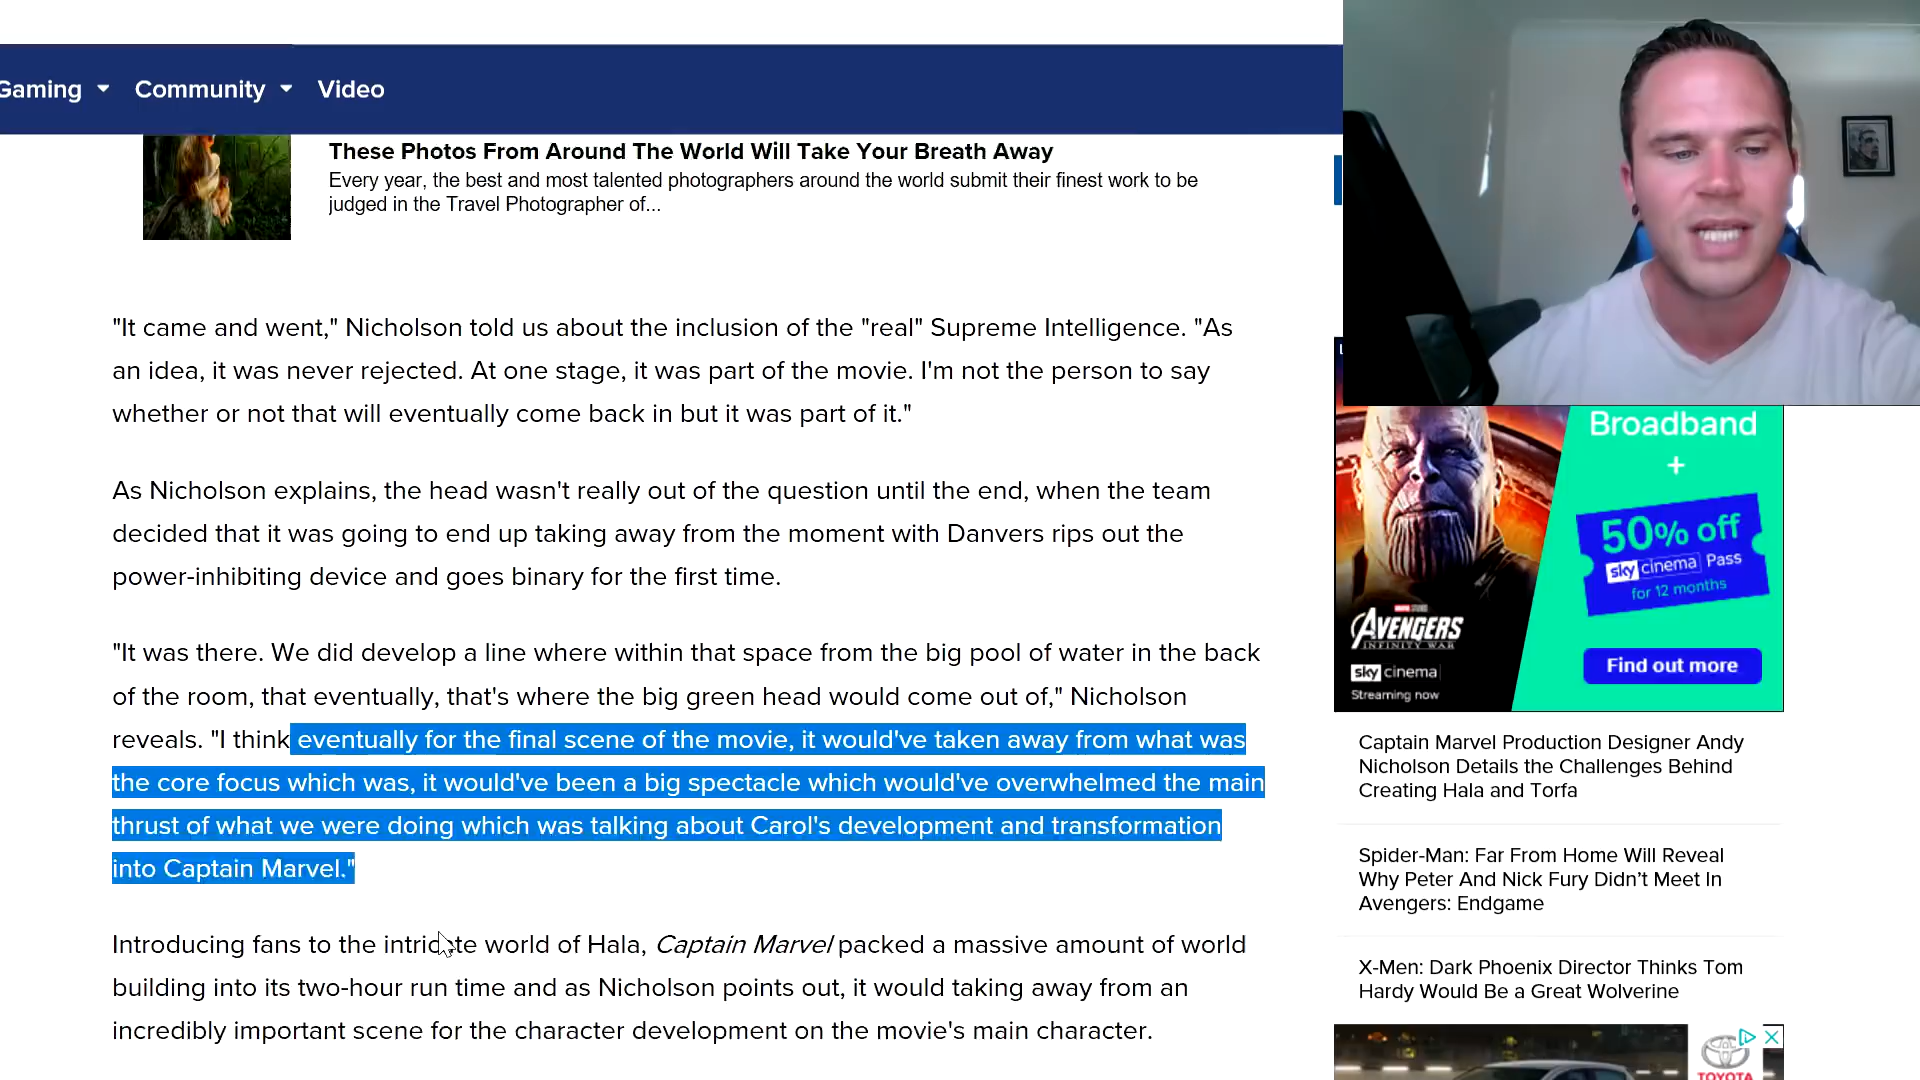 Gaming
Community
Video
These Photos From Around The World Will Take Your Breath Away
Every year, the best and most talented photographers around the world submit their finest work to be
judged in the Travel Photographer of...
"It came and went," Nicholson told us about the inclusion of the "real" Supreme Intelligence. "As
an idea, it was never rejected. At one stage, it was part of the movie. I'm not the person to say
whether or not that will eventually come back in but it was part of it."
As Nicholson explains, the head wasn't really out of the question until the end, when the team
decided that it was going to end up taking away from the moment with Danvers rips out the
power-inhibiting device and goes binary for the first time.
"It was there. We did develop a line where within that space from the big pool of water in the back
of the room, that eventually, that's where the big green head would come out of," Nicholson
reveals. "I think eventually for the final scene of the movie, it would've taken away from what was
the core focus which was, it would've been a big spectacle which would've overwhelmed the main
thrust of what we were doing which was talking about Carol's development and transformation
into Captain Marvel."
Introducing fans to the intricate world of Hala, Captain Marvel packed a massive amount of world
building into its two-hour run time and as Nicholson points out, it would taking away from an
incredibly important scene for the character development on the movie's main character.
Broadband
+
50% off
sky cinema Pass
for 12 months
Find out more
MARVEL STUDIOS
AVENGERS
INFINITY WAR
sky cinema
Streaming now
Captain Marvel Production Designer Andy
Nicholson Details the Challenges Behind
Creating Hala and Torfa
Spider-Man: Far From Home Will Reveal
Why Peter And Nick Fury Didn't Meet In
Avengers: Endgame
X-Men: Dark Phoenix Director Thinks Tom
Hardy Would Be a Great Wolverine
TOYOTA